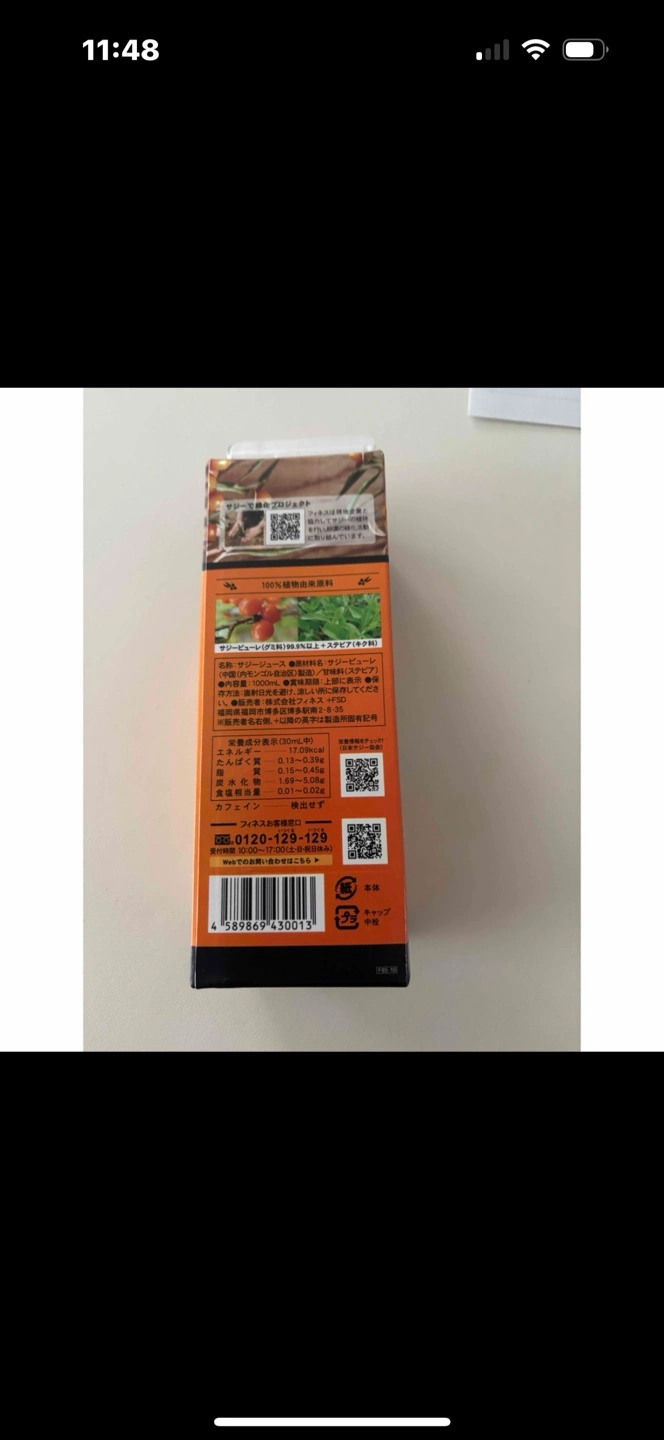 11:48
サジーで緑化プロジェクト
フィネスは現地企業と
協力してサジーの植林
を行い、砂漠の緑化活動
に取り組んでいます。
100%植物由来原料
サジーピューレ(グミ科)99.9%以上+ステビア(キク科)
名称:サジージュース ●原材料名:サジーピューレ
(中国(内モンゴル自治区)製造)/甘味料(ステビア)
●内容量:1000mL ●賞味期限:上部に表示 ●保
存方法:直射日光を避け、涼しい所に保存してくださ
い。●販売者:株式会社フィネス +FSD
福岡県福岡市博多区博多駅南2-8-35
※販売者名右側、+以降の英字は製造所固有記号
栄養成分表示(30mL中)
エネルギー 17.09kcal
たんぱく質 0.13〜0.39g
脂質 0.15〜0.45g
炭水化物 1.69〜5.08g
食塩相当量 0.01〜0.02g
カフェイン 検出せず
栄養情報をチェック!!
(日本サジー協会)
フィネスお客様窓口
0120-129-129
受付時間 10:00〜17:00(土・日・祝日休み)
Webでのお問い合わせはこちら ▶
4 589869 430013
紙 本体
プラ キャップ
中栓